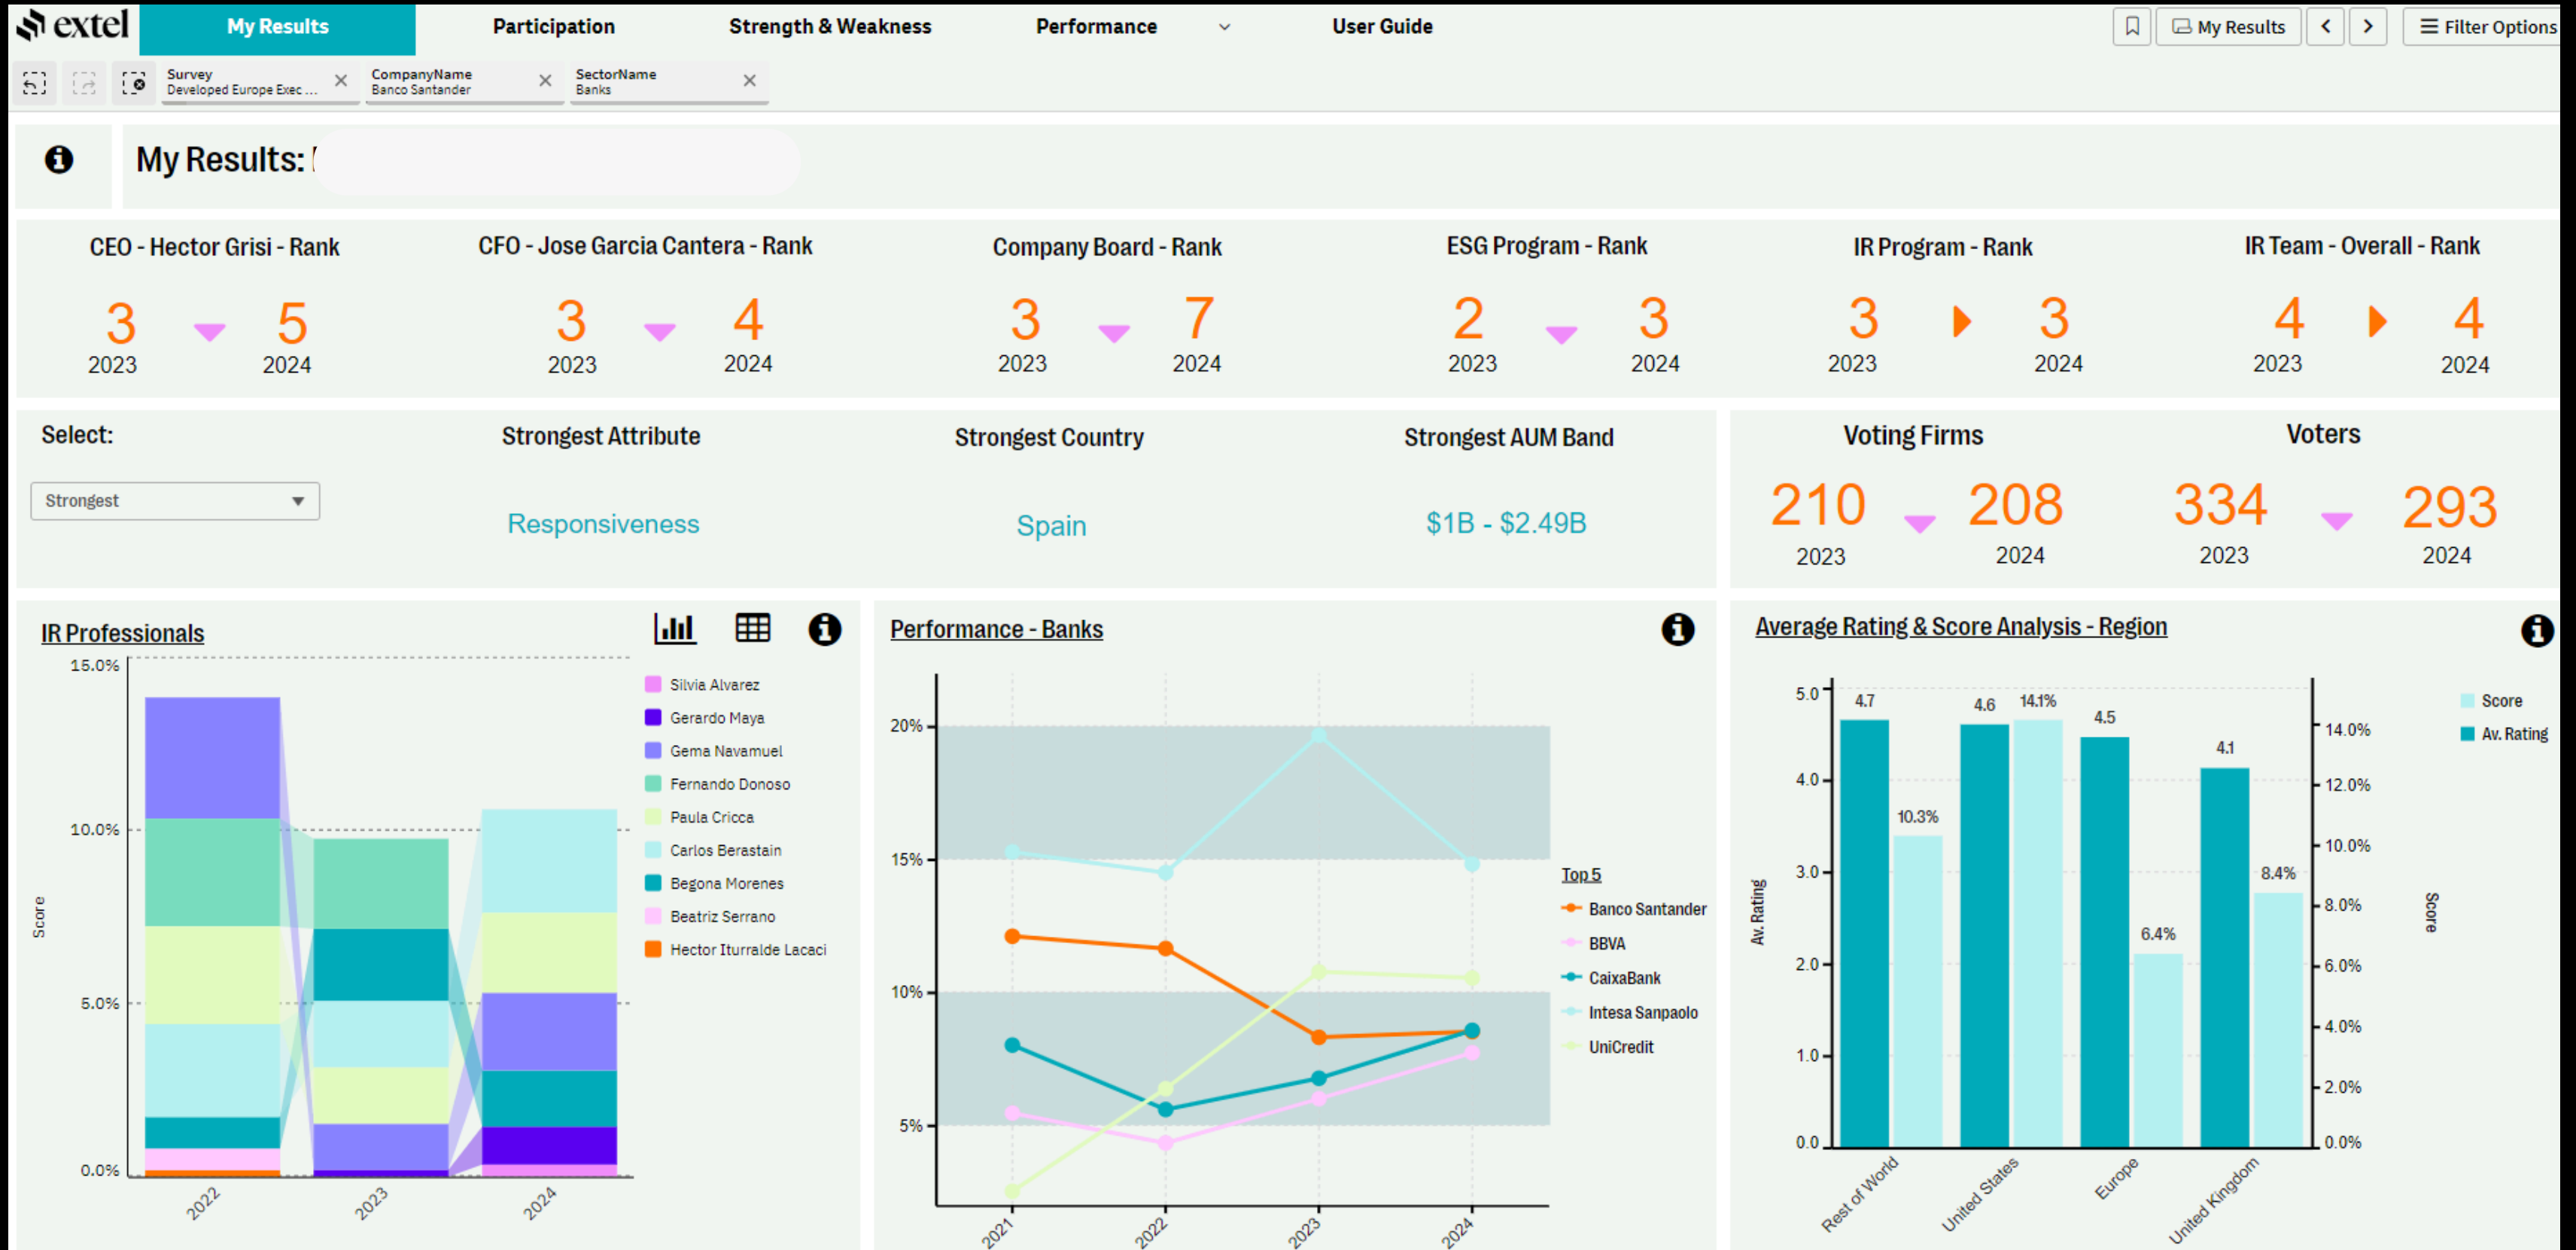 extel
My Results
Participation
Strength & Weakness
Performance
User Guide
My Results
Filter Options
Survey
Developed Europe Exec ...
CompanyName
Banco Santander
SectorName
Banks
My Results:
CEO - Hector Grisi - Rank
3
5
2023
2024
CFO - Jose Garcia Cantera - Rank
3
4
2023
2024
Company Board - Rank
3
7
2023
2024
ESG Program - Rank
2
3
2023
2024
IR Program - Rank
3
3
2023
2024
IR Team - Overall - Rank
4
4
2023
2024
Select:
Strongest
Strongest Attribute
Responsiveness
Strongest Country
Spain
Strongest AUM Band
$1B - $2.49B
Voting Firms
210
208
2023
2024
Voters
334
293
2023
2024
IR Professionals
15.0%
10.0%
5.0%
0.0%
Score
2022
2023
2024
Silvia Alvarez
Gerardo Maya
Gema Navamuel
Fernando Donoso
Paula Cricca
Carlos Berastain
Begona Morenes
Beatriz Serrano
Hector Iturralde Lacaci
Performance - Banks
20%
15%
10%
5%
2021
2022
2023
2024
Top 5
Banco Santander
BBVA
CaixaBank
Intesa Sanpaolo
UniCredit
Average Rating & Score Analysis - Region
5.0
4.0
3.0
2.0
1.0
0.0
Av. Rating
4.7
10.3%
4.6
14.1%
4.5
6.4%
4.1
8.4%
14.0%
12.0%
10.0%
8.0%
6.0%
4.0%
2.0%
0.0%
Score
Rest of World
United States
Europe
United Kingdom
Score
Av. Rating